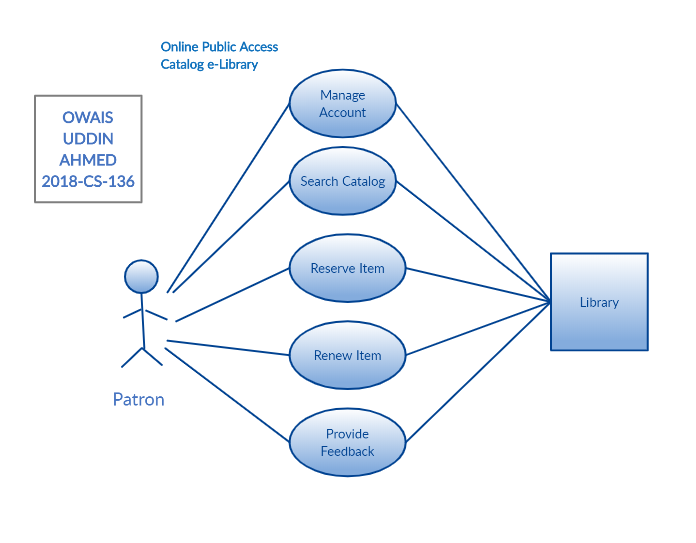 Online Public Access
Catalog e-Library
OWAIS
UDDIN
AHMED
2018-CS-136
Manage
Account
Search Catalog
Reserve Item
Library
Renew Item
Patron
Provide
Feedback